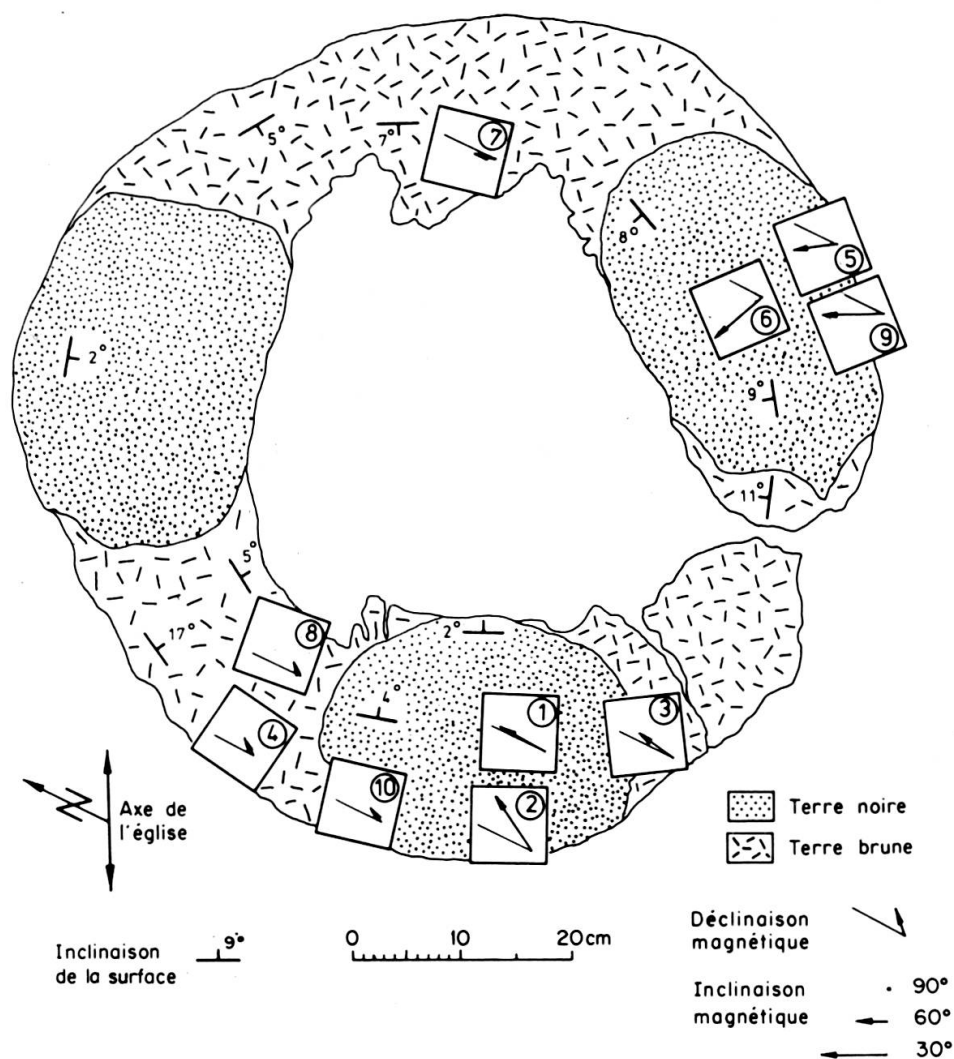 5°
7°
7
8°
5
6
9
2°
9°
11°
5°
2°
17°
8
4°
1
3
4
10
2
Axe de
l'église
Terre noire
Terre brune
Inclinaison
de la surface
9°
0 10 20cm
Déclinaison
magnétique
Inclinaison
magnétique
90°
60°
30°